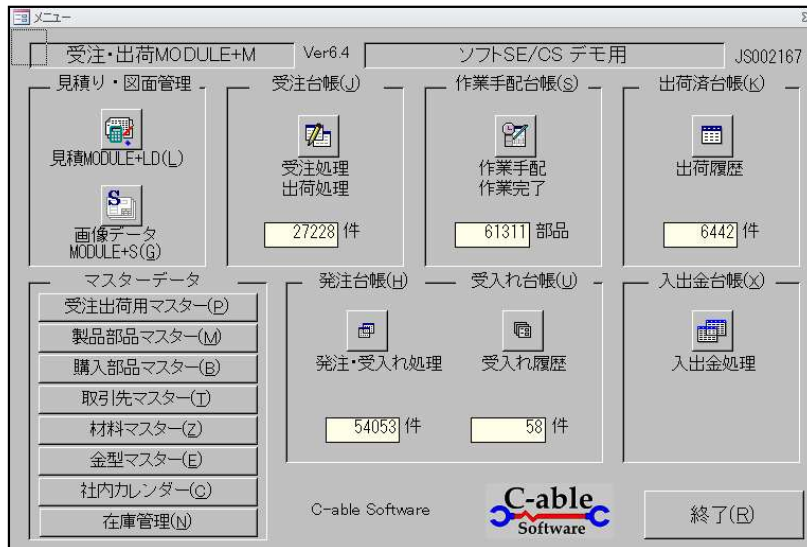 メニュー
受注・出荷MODULE+M
Ver6.4
ソフトSE/CS デモ用
JS002167
見積り・図面管理
見積MODULE+LD(L)
画像データ
MODULE+S(G)
受注台帳(J)
受注処理
出荷処理
27228 件
作業手配台帳(S)
作業手配
作業完了
61311 部品
出荷済台帳(K)
出荷履歴
6442 件
マスターデータ
受注出荷用マスター(P)
製品部品マスター(M)
購入部品マスター(B)
取引先マスター(T)
材料マスター(Z)
金型マスター(E)
社内カレンダー(C)
在庫管理(N)
発注台帳(H)
発注・受入れ処理
54053 件
受入れ台帳(U)
受入れ履歴
58 件
入出金台帳(X)
入出金処理
C-able Software
C-able
Software
終了(R)